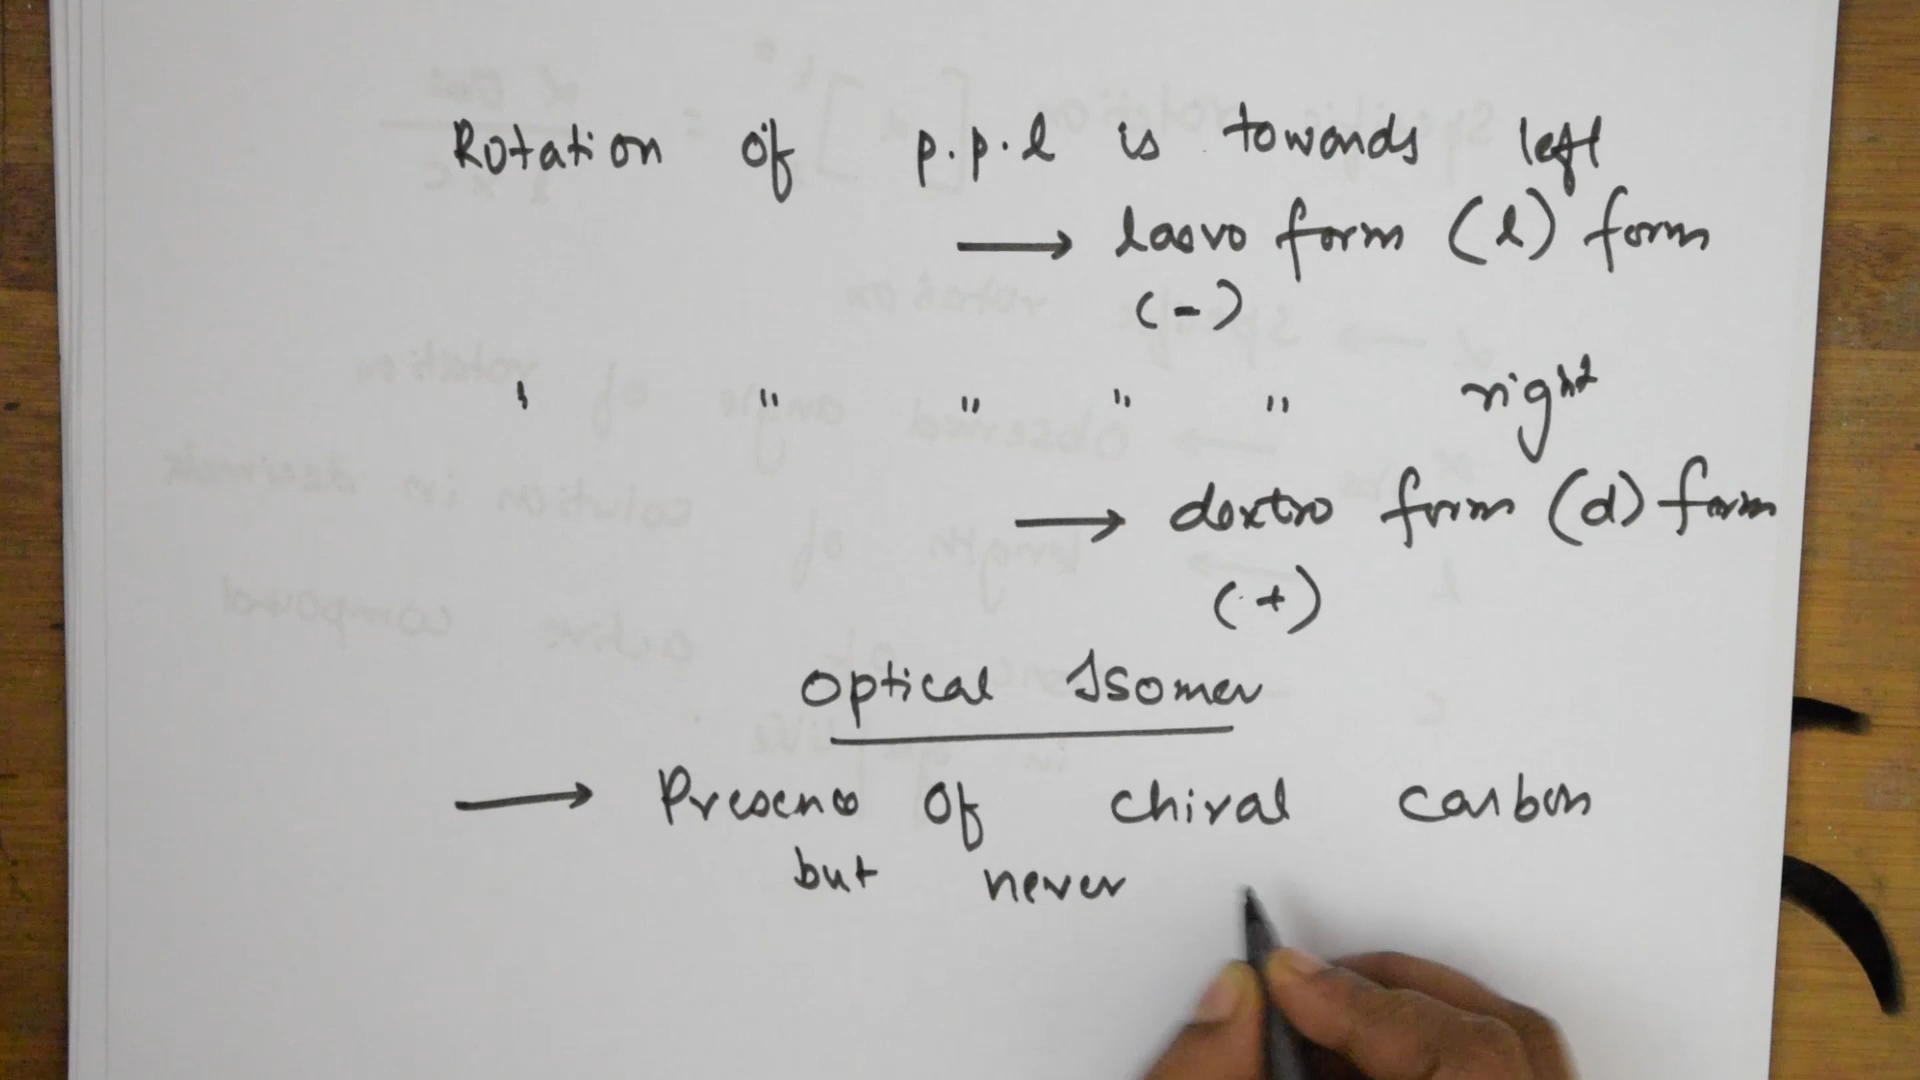 Rotation of p.p.l is towards left
→ laevo form (l) form
(-)
" " " " " right
→ dextro form (d) form
(+)
Optical Isomer
→ Presence of chiral carbon
but never